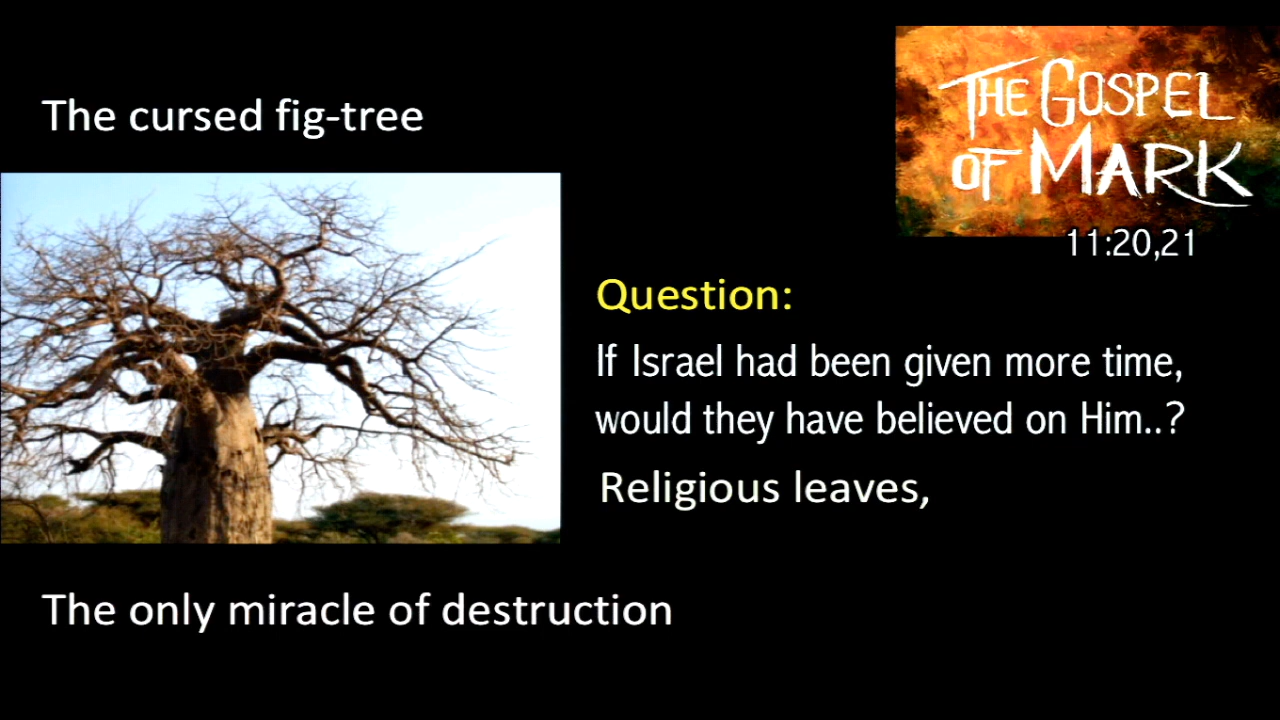 The cursed fig-tree
THE GOSPEL
OF MARK
11:20,21
Question:
If Israel had been given more time,
would they have believed on Him..?
Religious leaves,
The only miracle of destruction